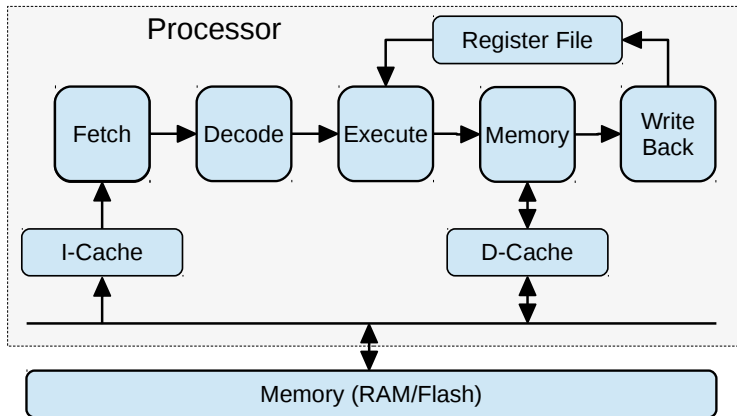 Processor
Register File
Fetch
Decode
Execute
Memory
Write
Back
I-Cache
D-Cache
Memory (RAM/Flash)